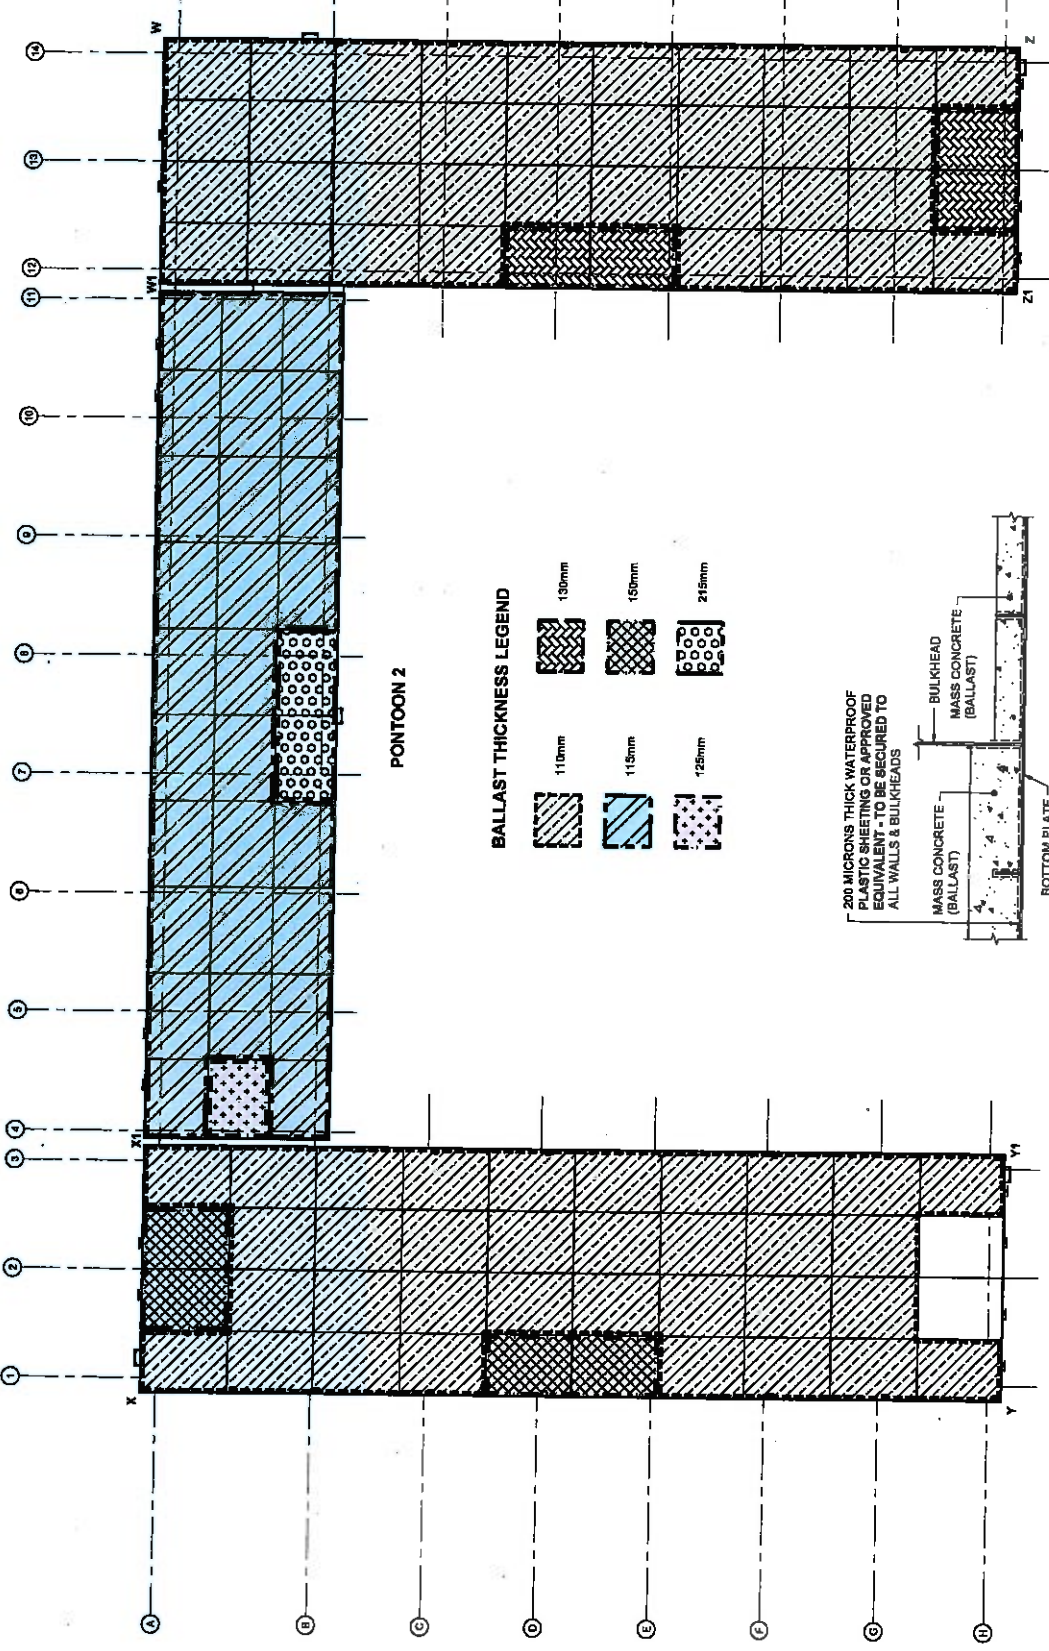 14
13
12
11
10
9
8
7
6
5
4
3
2
1
W
W1
X1
X
Z
Z1
Y1
Y
A
B
C
D
E
F
G
H
PONTOON 2
BALLAST THICKNESS LEGEND
110mm
115mm
125mm
130mm
150mm
215mm
200 MICRONS THICK WATERPROOF
PLASTIC SHEETING OR APPROVED
EQUIVALENT - TO BE SECURED TO
ALL WALLS & BULKHEADS
MASS CONCRETE
(BALLAST)
BULKHEAD
MASS CONCRETE
(BALLAST)
BOTTOM PLATE